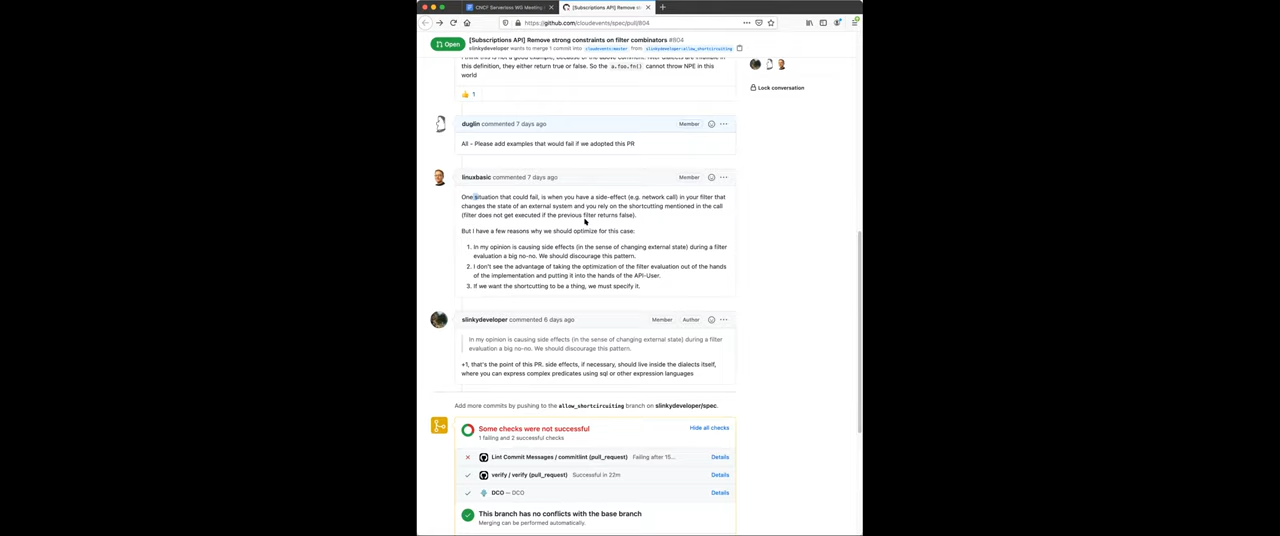 CNCF Serverless WG Meeting
[Subscriptions API] Remove st
https://github.com/cloudevents/spec/pull/804
Open
[Subscriptions API] Remove strong constraints on filter combinators #804
slinkydeveloper wants to merge 1 commit into cloudevents:master from slinkydeveloper:allow_shortcircuiting
this definition, they either return true or false. So the a.foo.fn() cannot throw NPE in this
world
👍 1
Lock conversation
duglin commented 7 days ago
Member
All - Please add examples that would fail if we adopted this PR
linuxbasic commented 7 days ago
Member
One situation that could fail, is when you have a side-effect (e.g. network call) in your filter that
changes the state of an external system and you rely on the shortcutting mentioned in the call
(filter does not get executed if the previous filter returns false).
But I have a few reasons why we should optimize for this case:
1. In my opinion is causing side effects (in the sense of changing external state) during a filter
evaluation a big no-no. We should discourage this pattern.
2. I don't see the advantage of taking the optimization of the filter evaluation out of the hands
of the implementation and putting it into the hands of the API-User.
3. If we want the shortcutting to be a thing, we must specify it.
slinkydeveloper commented 6 days ago
Member Author
In my opinion is causing side effects (in the sense of changing external state) during a filter
evaluation a big no-no. We should discourage this pattern.
+1, that's the point of this PR. side effects, if necessary, should live inside the dialects itself,
where you can express complex predicates using sql or other expression languages
Add more commits by pushing to the allow_shortcircuiting branch on slinkydeveloper/spec.
Some checks were not successful
Hide all checks
1 failing and 2 successful checks
Lint Commit Messages / commitlint (pull_request) Failing after 15...
Details
verify / verify (pull_request) Successful in 22m
Details
DCO — DCO
Details
This branch has no conflicts with the base branch
Merging can be performed automatically.